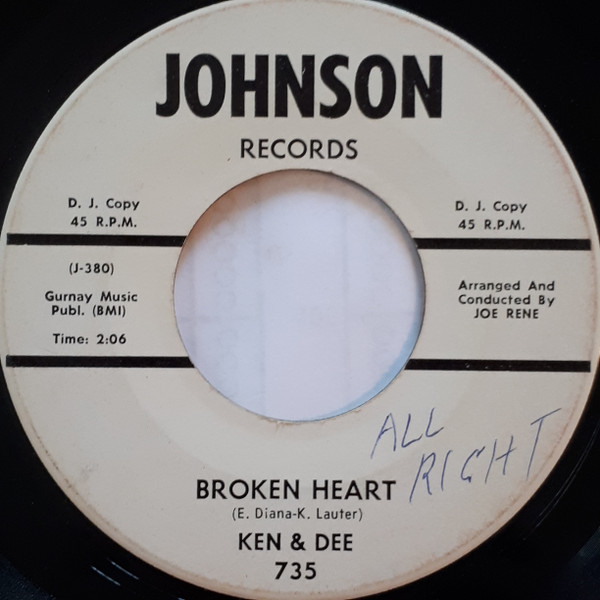 JOHNSON
RECORDS
D. J. Copy
45 R.P.M.
D. J. Copy
45 R.P.M.
(J-380)
Gurnay Music
Publ. (BMI)
Time: 2:06
Arranged And
Conducted By
JOE RENE
ALL
RIGHT
BROKEN HEART
(E. Diana-K. Lauter)
KEN & DEE
735